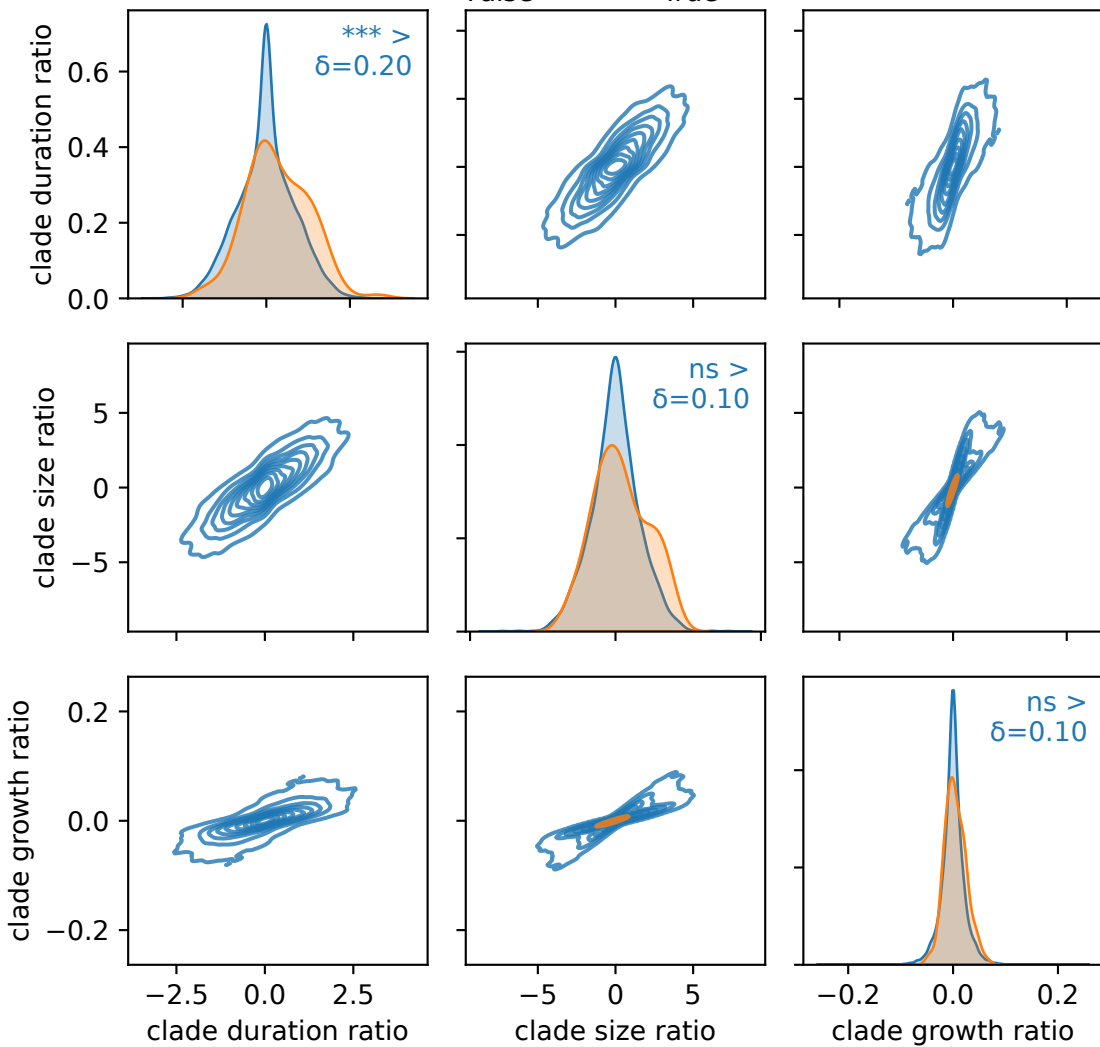 True
*** >
δ=0.20
clade duration ratio
0.6
0.4
0.2
0.0
ns >
δ=0.10
clade size ratio
5
0
−5
ns >
δ=0.10
clade growth ratio
0.2
0.0
−0.2
−2.5 0.0 2.5 −5 0 5 −0.2 0.0 0.2
clade duration ratio clade size ratio clade growth ratio